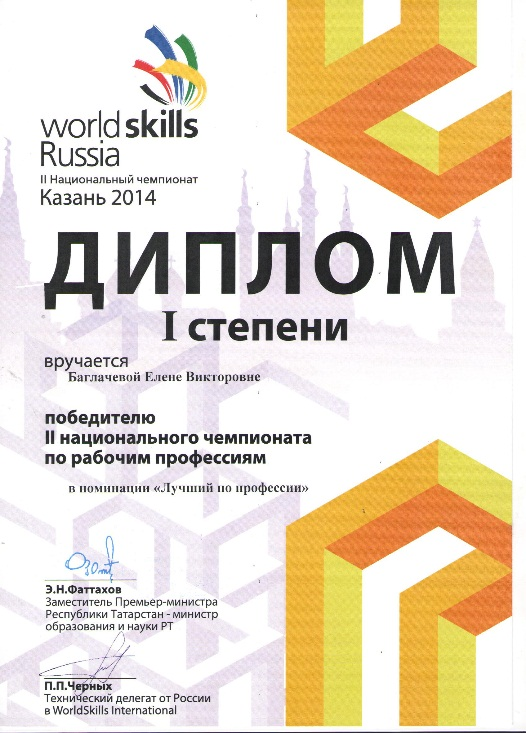 world skills
Russia
II Национальный чемпионат
Казань 2014
ДИПЛОМ
I степени
вручается
Баглачевой Елене Викторовне
победителю
II национального чемпионата
по рабочим профессиям
в номинации «Лучший по профессии»
Э.Н.Фаттахов
Заместитель Премьер-министра
Республики Татарстан - министр
образования и науки РТ
П.П.Черных
Технический делегат от России
в WorldSkills International